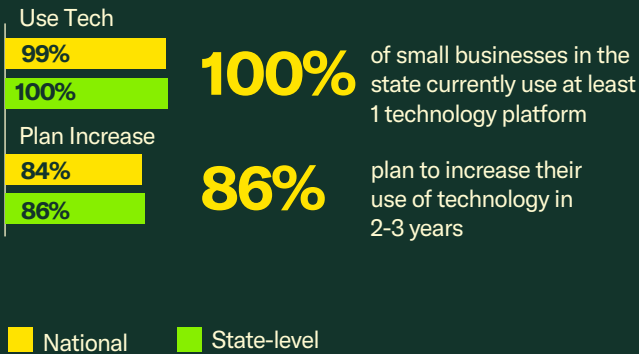 Use Tech
99%
100%
Plan Increase
84%
86%
100%
of small businesses in the
state currently use at least
1 technology platform
86%
plan to increase their
use of technology in
2-3 years
National
State-level